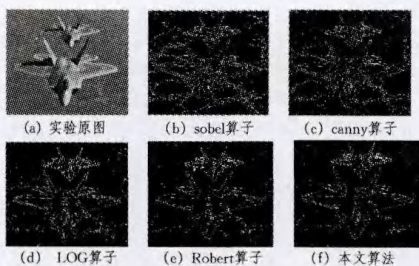 (a) 实验原图
(b) sobel算子
(c) canny算子
(d) LOG算子
(e) Robert算子
(f) 本文算法